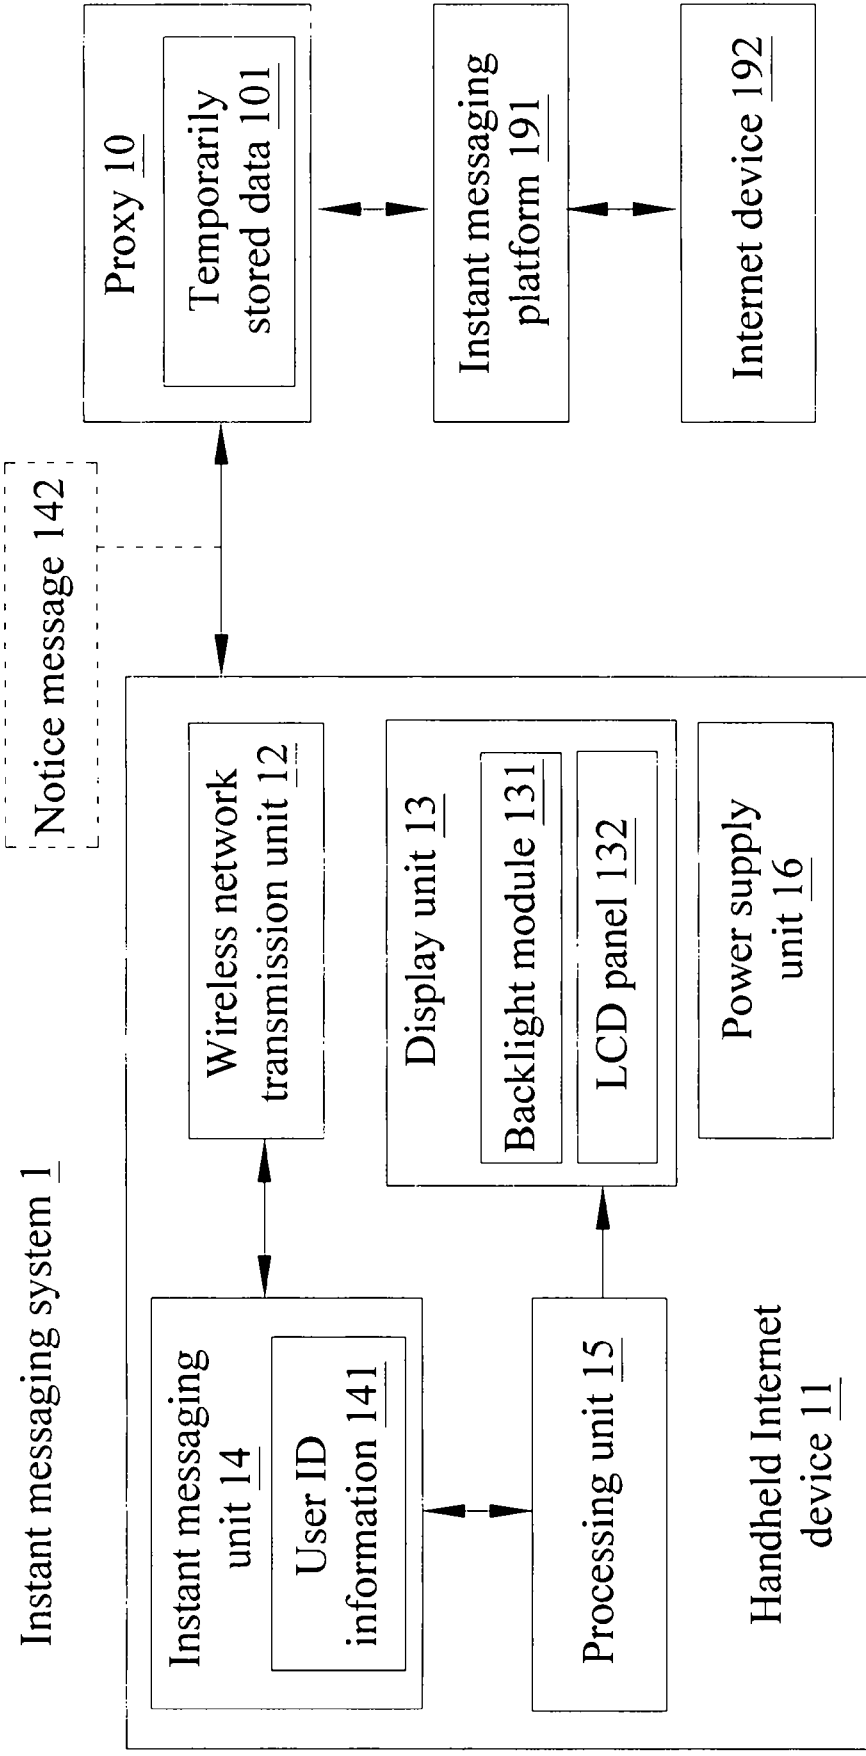 Instant messaging system 1
Notice message 142
Instant messaging
unit 14
User ID
information 141
Wireless network
transmission unit 12
Proxy 10
Temporarily
stored data 101
Processing unit 15
Display unit 13
Backlight module 131
LCD panel 132
Instant messaging
platform 191
Handheld Internet
device 11
Power supply
unit 16
Internet device 192